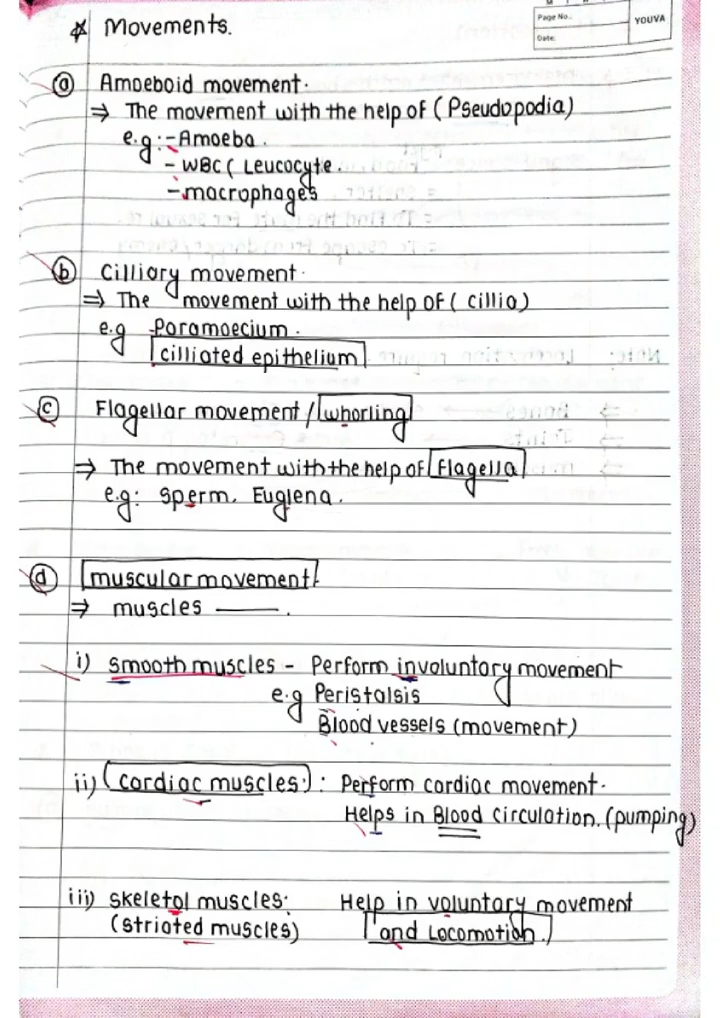 Page No.
Date:
YOUVA
* Movements.
(a) Amoeboid movement.
⇒ The movement with the help of (Pseudopodia)
e.g:- Amoeba.
- WBC (Leucocyte.
- macrophages
(b) Cilliary movement.
⇒ The movement with the help of (cillia)
e.g -Paramoecium.
cilliated epithelium
(c) Flagellar movement / whorling
⇒ The movement with the help of Flagella
e.g: sperm. Euglena.
(d) muscular movement.
⇒ muscles ——.
i) smooth muscles - Perform involuntary movement
e.g Peristalsis
Blood vessels (movement)
ii) (cardiac muscles.) : Perform cardiac movement.
Helps in Blood circulation. (pumping)
iii) skeletal muscles: Help in voluntary movement
(striated muscles) and Locomotion.)